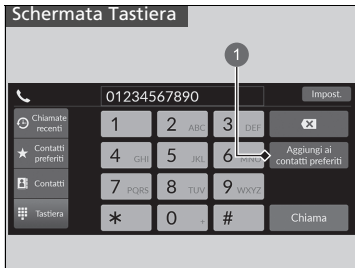 Schermata Tastiera
1
01234567890
Impost.
Chiamate
recenti
1
2 ABC
3 DEF
Contatti
preferiti
4 GHI
5 JKL
6 MNO
Aggiungi ai
contatti preferiti
Contatti
7 PQRS
8 TUV
9 WXYZ
Tastiera
*
0 +
#
Chiama